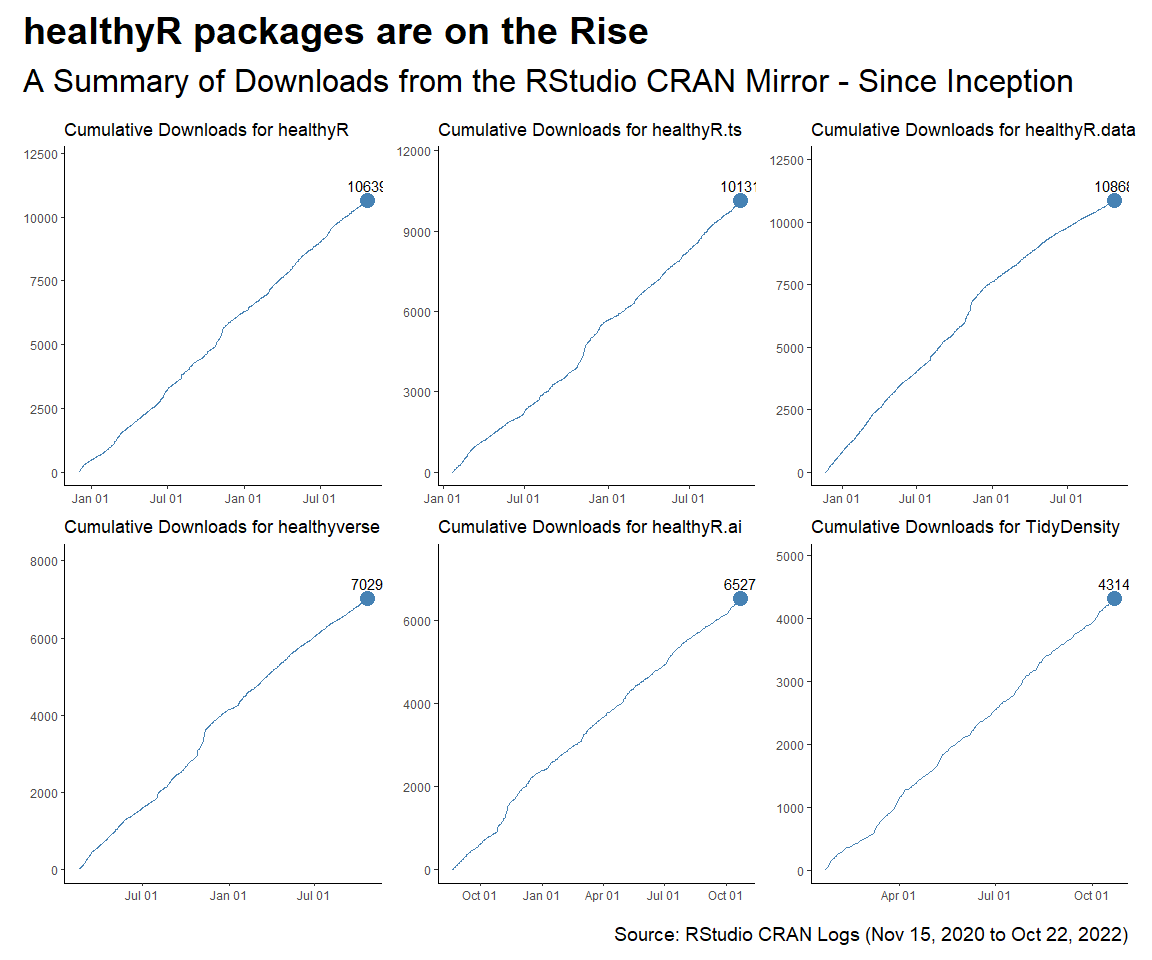 healthyR packages are on the Rise
A Summary of Downloads from the RStudio CRAN Mirror - Since Inception
Cumulative Downloads for healthyR
12500
10000
7500
5000
2500
0
10639
Jan 01 Jul 01 Jan 01 Jul 01
Cumulative Downloads for healthyR.ts
12000
9000
6000
3000
0
10131
Jan 01 Jul 01 Jan 01 Jul 01
Cumulative Downloads for healthyR.data
12500
10000
7500
5000
2500
0
10868
Jan 01 Jul 01 Jan 01 Jul 01
Cumulative Downloads for healthyverse
8000
6000
4000
2000
0
7029
Jul 01 Jan 01 Jul 01
Cumulative Downloads for healthyR.ai
6000
4000
2000
0
6527
Oct 01 Jan 01 Apr 01 Jul 01 Oct 01
Cumulative Downloads for TidyDensity
5000
4000
3000
2000
1000
0
4314
Apr 01 Jul 01 Oct 01
Source: RStudio CRAN Logs (Nov 15, 2020 to Oct 22, 2022)